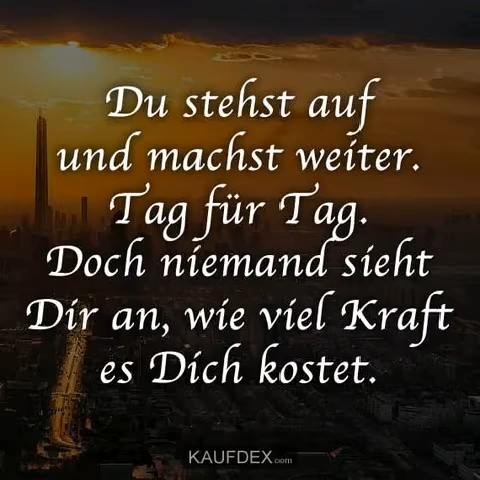 Du stehst auf
und machst weiter.
Tag für Tag.
Doch niemand sieht
Dir an, wie viel Kraft
es Dich kostet.
KAUFDEX.com